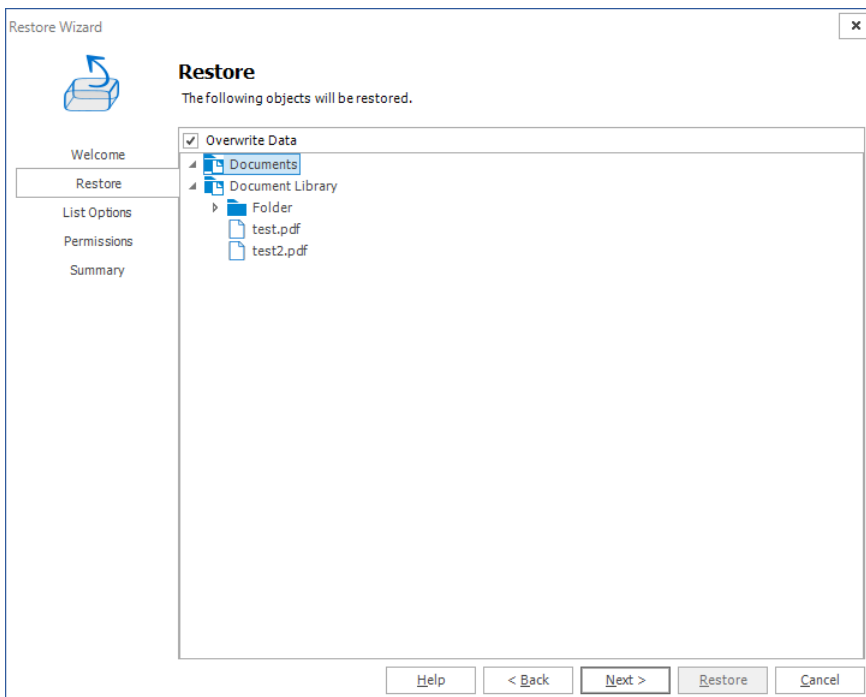 Restore Wizard
Restore
The following objects will be restored.
Welcome
Restore
List Options
Permissions
Summary
Overwrite Data
Documents
Document Library
Folder
test.pdf
test2.pdf
Help
< Back
Next >
Restore
Cancel